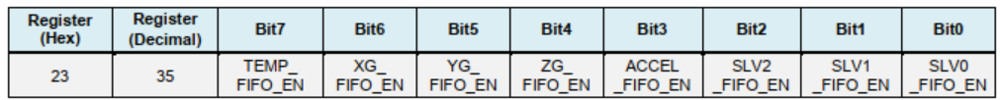 Register (Hex) Register (Decimal) Bit7 Bit6 Bit5 Bit4 Bit3 Bit2 Bit1 Bit0
23 35 TEMP_ FIFO_EN XG_ FIFO_EN YG_ FIFO_EN ZG_ FIFO_EN ACCEL _FIFO_EN SLV2 _FIFO_EN SLV1 _FIFO_EN SLV0 _FIFO_EN